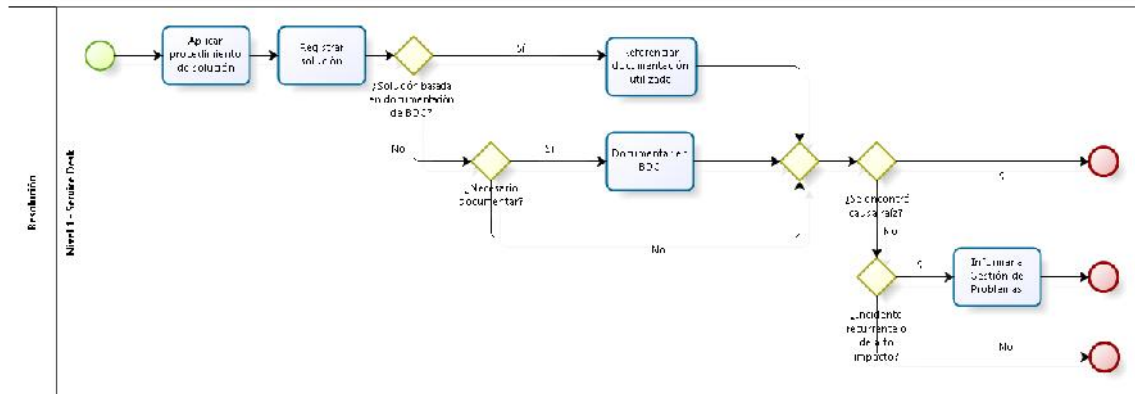 Resolución
Nivel 1 - Service Desk
Aplicar
procedimiento
de solución
Registrar
solución
¿Solución basada
en documentación
de BDC?
Sí
Referenciar
documentación
utilizada
No
¿Necesario
documentar?
Sí
Documentar en
BDC
No
¿Se encontró
causa raíz?
No
¿Incidente
recurrente o
de alto
impacto?
Informar a
Gestión de
Problemas
No